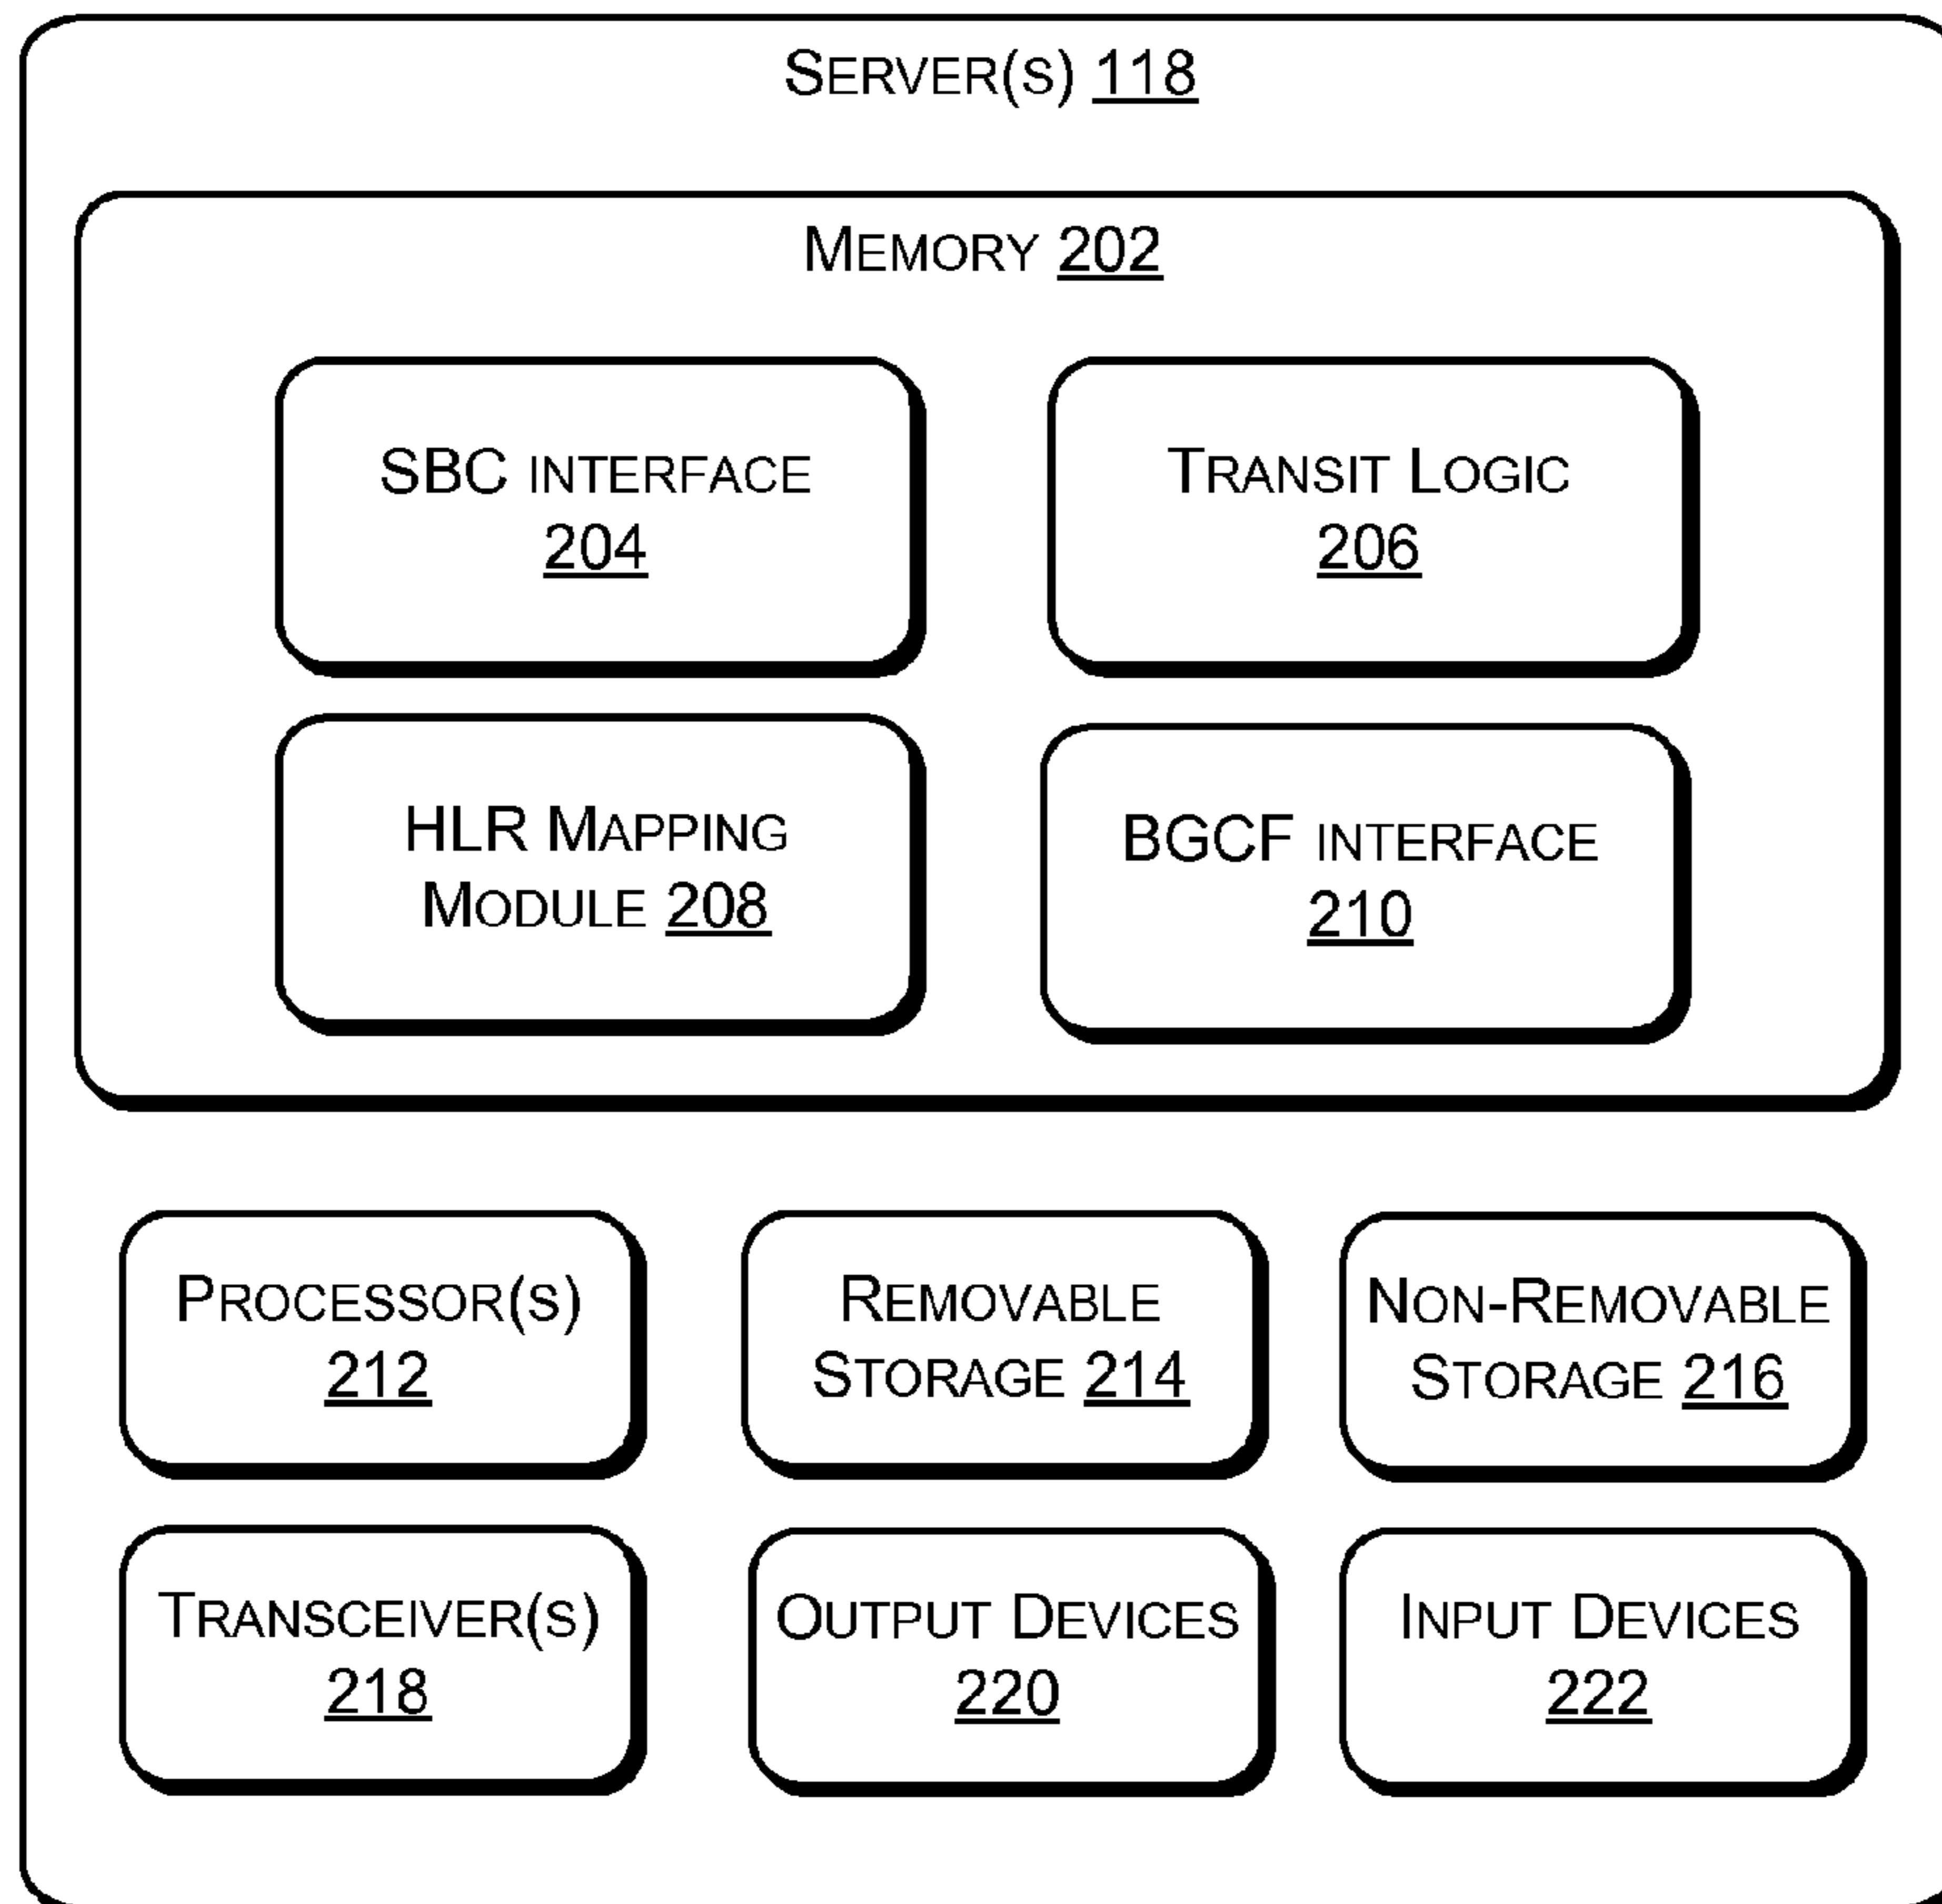 SERVER(S) 118
MEMORY 202
SBC INTERFACE
204
TRANSIT LOGIC
206
HLR MAPPING
MODULE 208
BGCF INTERFACE
210
PROCESSOR(S)
212
REMOVABLE
STORAGE 214
NON-REMOVABLE
STORAGE 216
TRANSCEIVER(S)
218
OUTPUT DEVICES
220
INPUT DEVICES
222